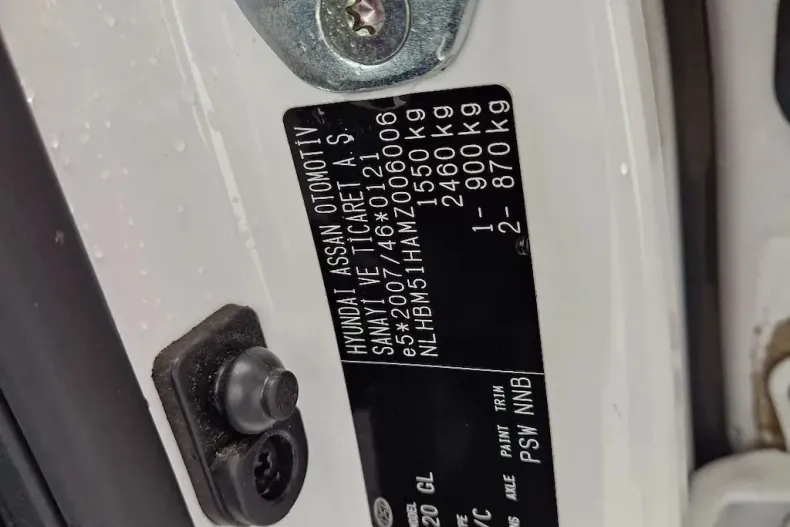 HYUNDAI ASSAN OTOMOTİV
SANAYİ VE TİCARET A.Ş.
e5*2007/46*0121
NLHBM51HAMZ006006
1550 kg
2460 kg
1- 900 kg
2- 870 kg
20 GL
AXLE PAINT TRIM
PSW NNB